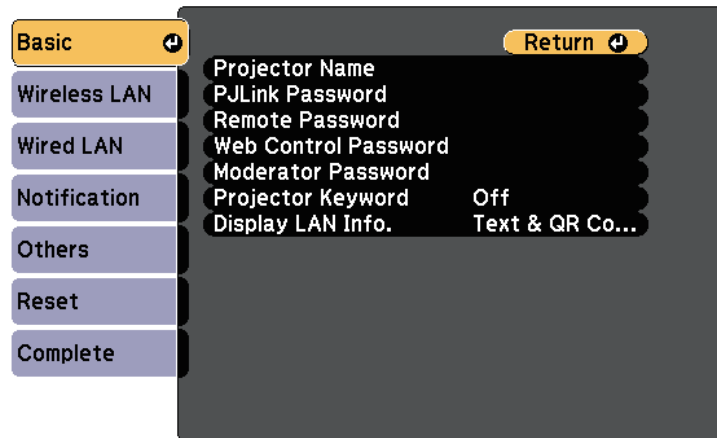 Basic
Wireless LAN
Wired LAN
Notification
Others
Reset
Complete
Return
Projector Name
PJLink Password
Remote Password
Web Control Password
Moderator Password
Projector Keyword Off
Display LAN Info. Text & QR Co...